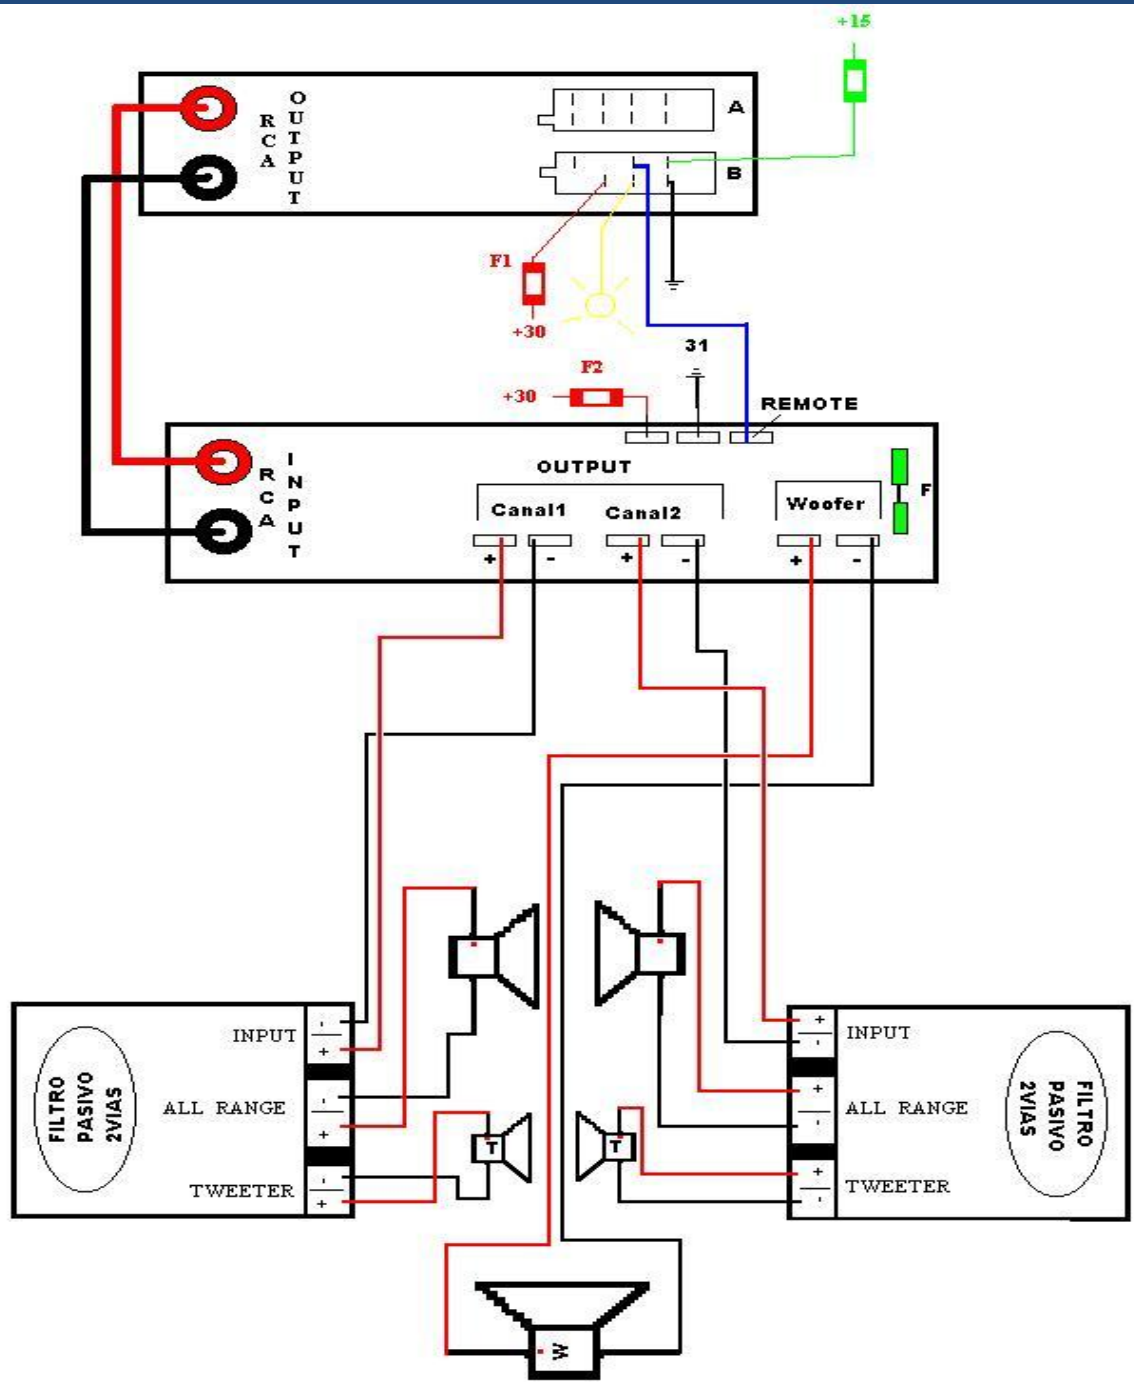 +15
OUTPUT
RCA
A
B
F1
+30
31
F2
+30
REMOTE
INPUT
RCA
OUTPUT
F
Canal1
Canal2
Woofer
+
-
+
-
+
-
INPUT
-
+
ALL RANGE
-
+
TWEETER
-
+
FILTRO
PASIVO
2VIAS
T
T
+
-
INPUT
+
-
ALL RANGE
+
-
TWEETER
FILTRO
PASIVO
2VIAS
W